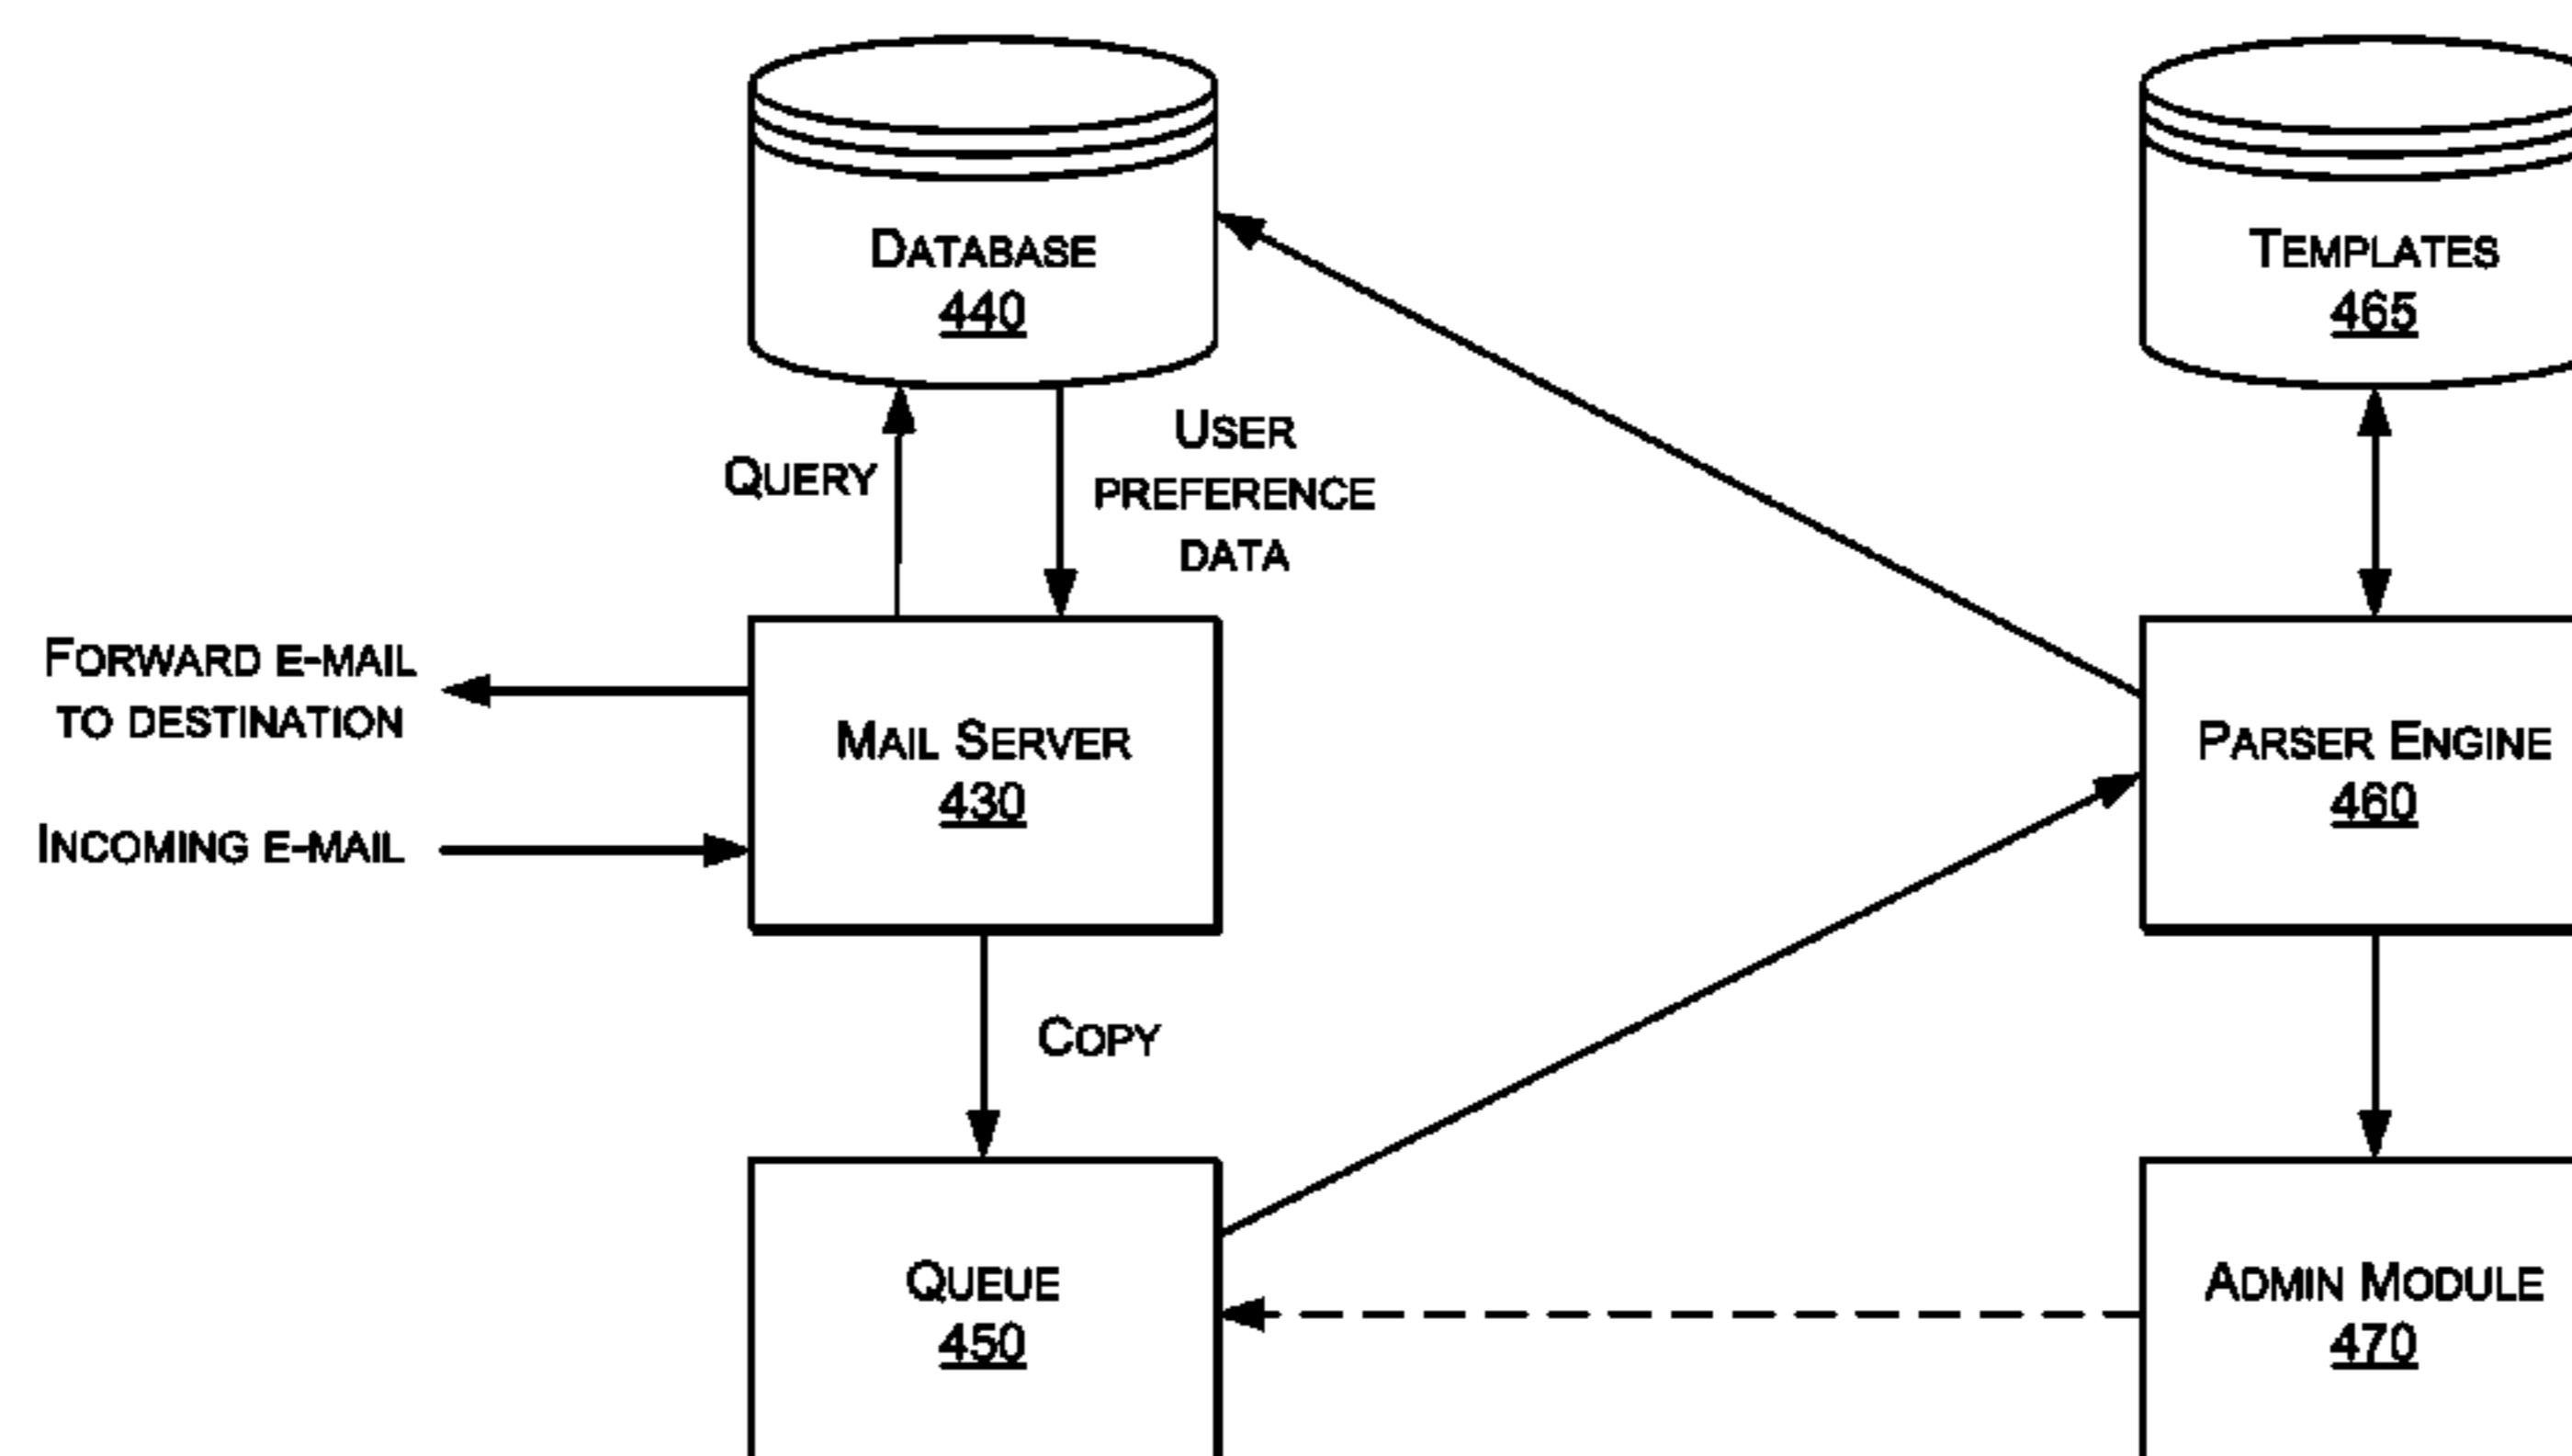 DATABASE
440
TEMPLATES
465
QUERY
USER
PREFERENCE
DATA
FORWARD E-MAIL
TO DESTINATION
INCOMING E-MAIL
MAIL SERVER
430
PARSER ENGINE
460
COPY
QUEUE
450
ADMIN MODULE
470